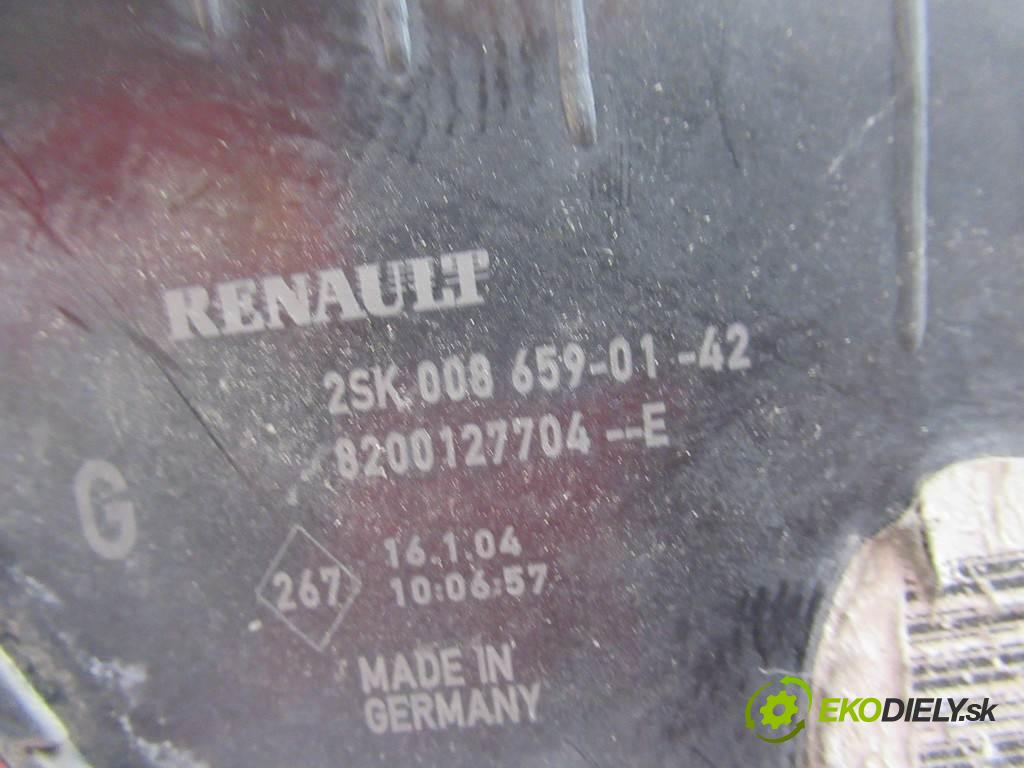 RENAULT
2SK 008 659-01-42
8200127704--E
G
267
16.1.04
10:06:57
MADE IN
GERMANY
EKODIELY.sk